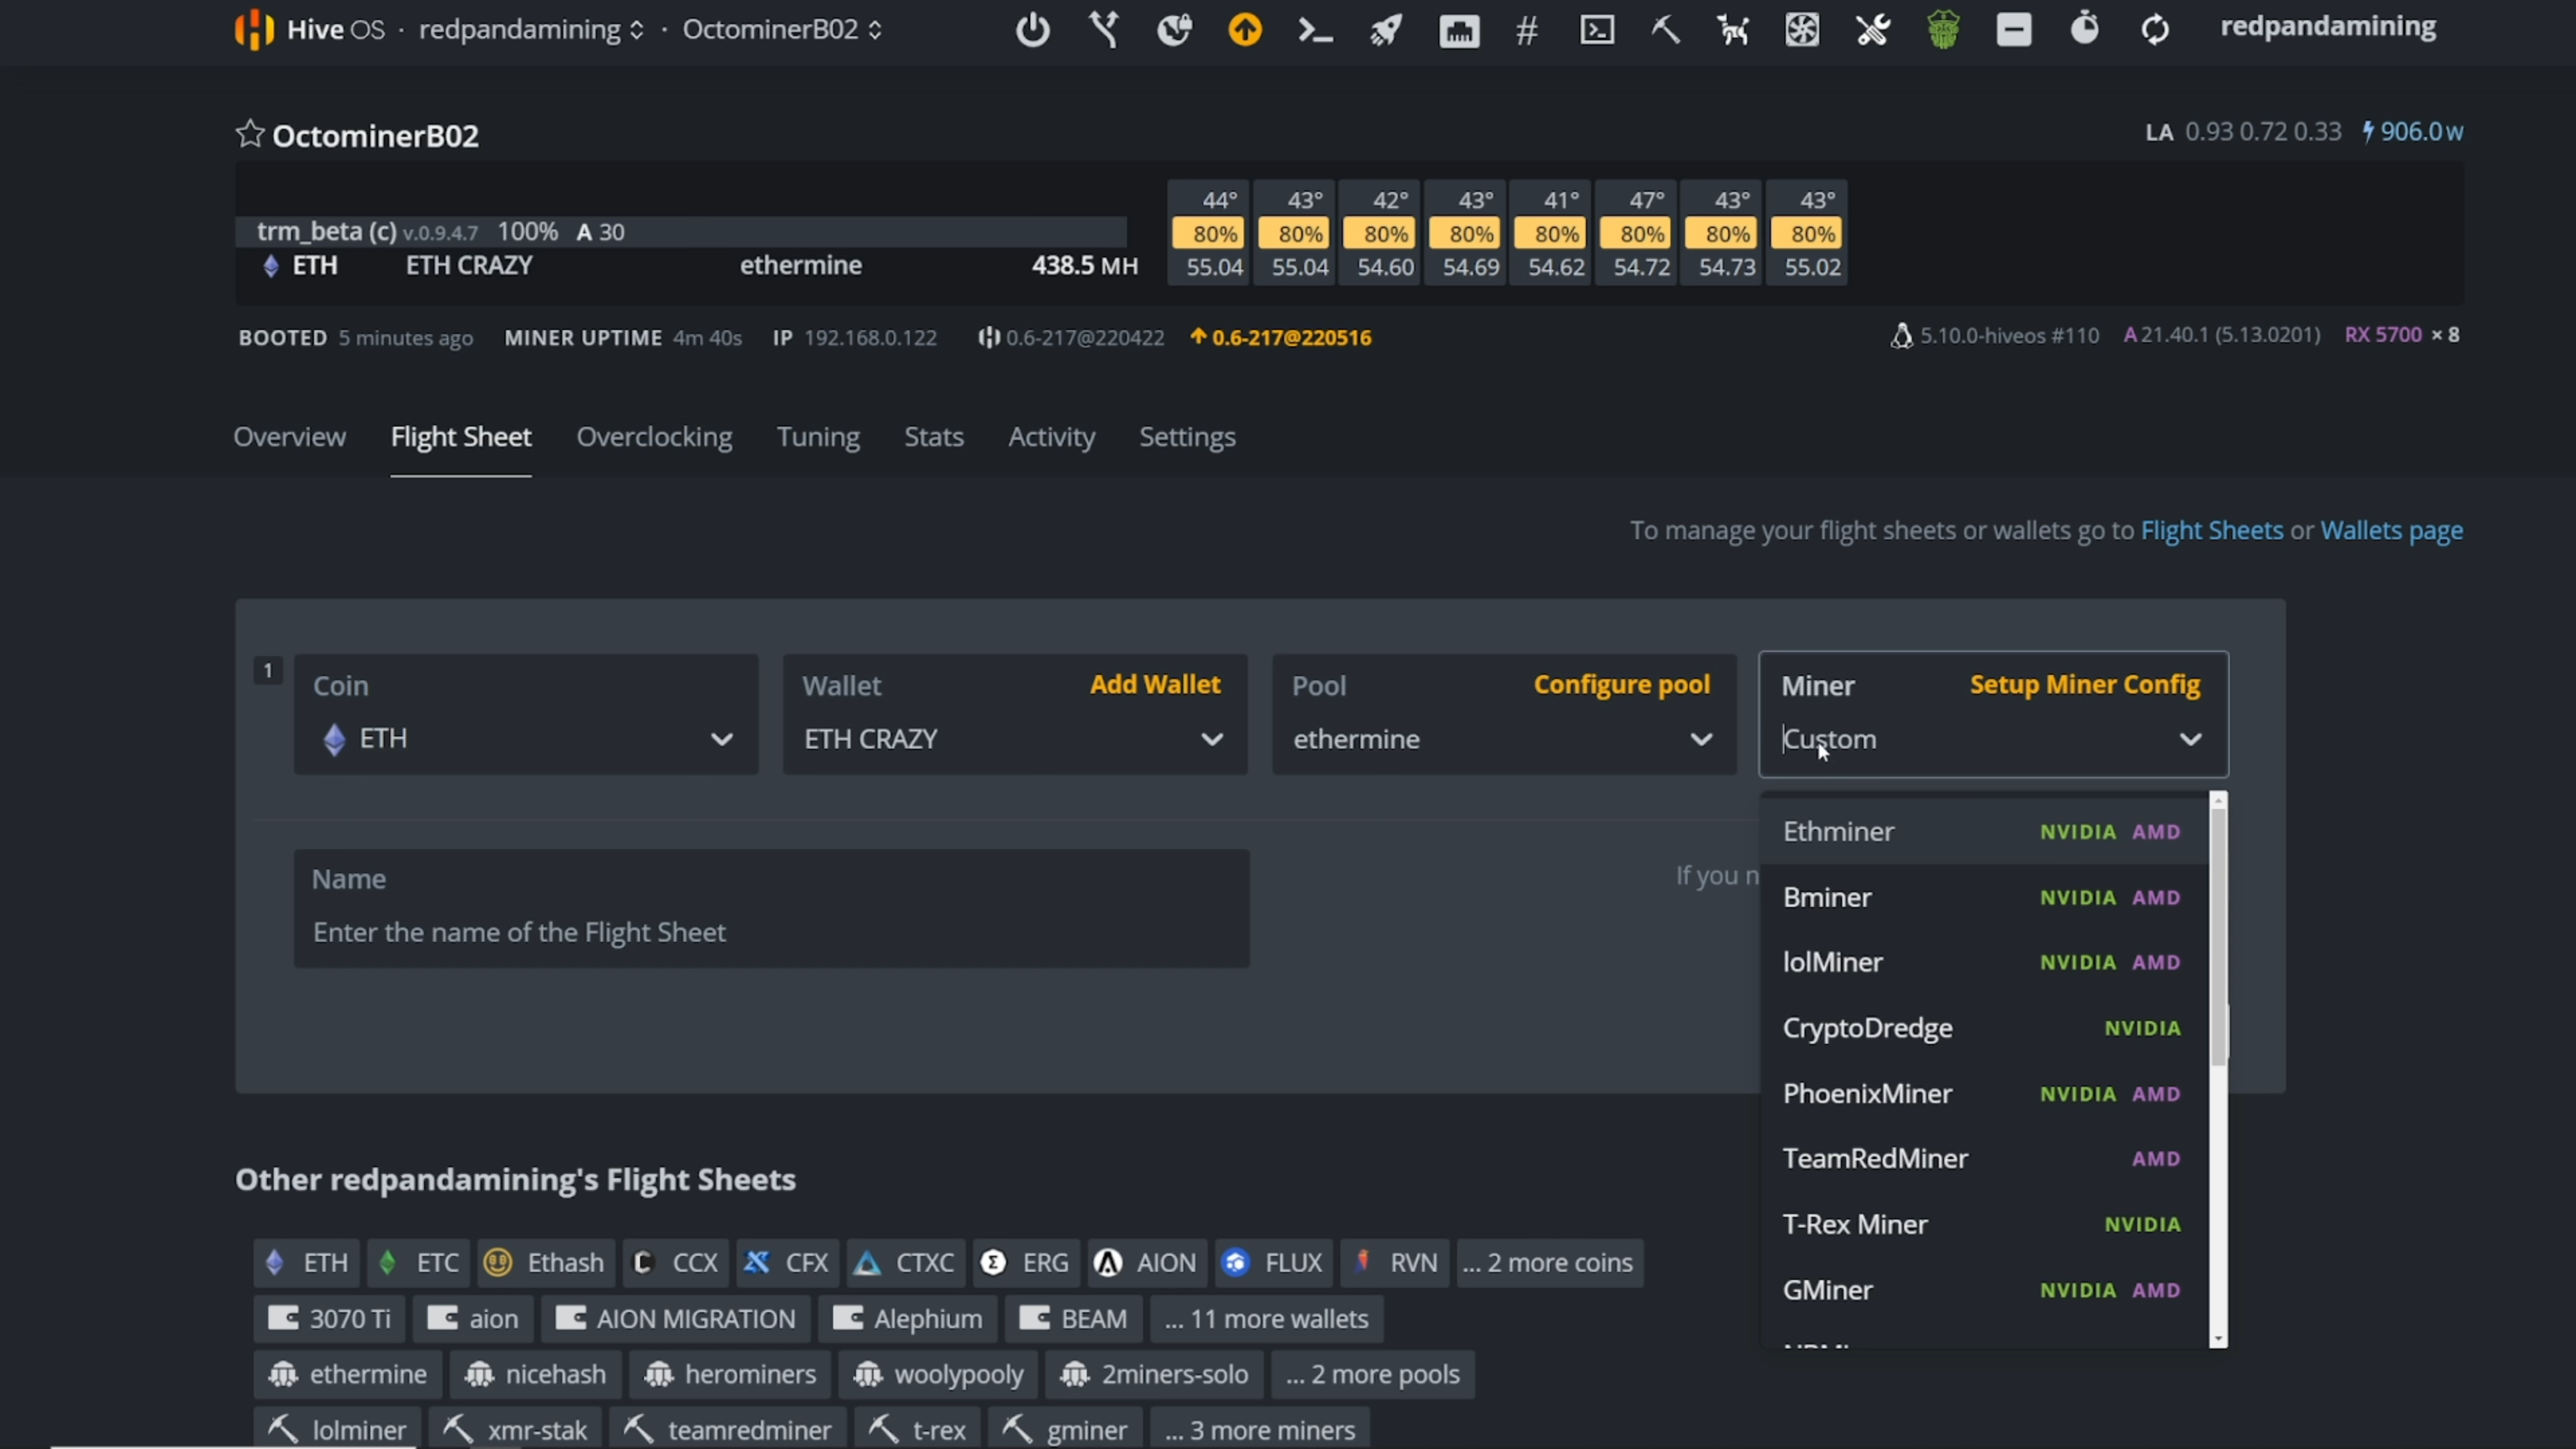 Hive OS · redpandamining · OctominerB02 redpandamining
OctominerB02 LA 0.93 0.72 0.33 906.0 W
44° 43° 42° 43° 41° 47° 43° 43°
trm_beta (c) v.0.9.4.7 100% A 30 80% 80% 80% 80% 80% 80% 80% 80%
ETH ETH CRAZY ethermine 438.5 MH 55.04 55.04 54.60 54.69 54.62 54.72 54.73 55.02
BOOTED 5 minutes ago MINER UPTIME 4m 40s IP 192.168.0.122 0.6-217@220422 0.6-217@220516 5.10.0-hiveos #110 A 21.40.1 (5.13.0201) RX 5700 × 8
Overview Flight Sheet Overclocking Tuning Stats Activity Settings
To manage your flight sheets or wallets go to Flight Sheets or Wallets page
1 Coin Wallet Add Wallet Pool Configure pool Miner Setup Miner Config
ETH ETH CRAZY ethermine Custom
Ethminer NVIDIA AMD
Name If you n
Bminer NVIDIA AMD
Enter the name of the Flight Sheet
lolMiner NVIDIA AMD
CryptoDredge NVIDIA
PhoenixMiner NVIDIA AMD
TeamRedMiner AMD
T-Rex Miner NVIDIA
GMiner NVIDIA AMD
Other redpandamining's Flight Sheets
ETH ETC Ethash CCX CFX CTXC ERG AION FLUX RVN ... 2 more coins
3070 Ti aion AION MIGRATION Alephium BEAM ... 11 more wallets
ethermine nicehash herominers woolypooly 2miners-solo ... 2 more pools
lolminer xmr-stak teamredminer t-rex gminer ... 3 more miners